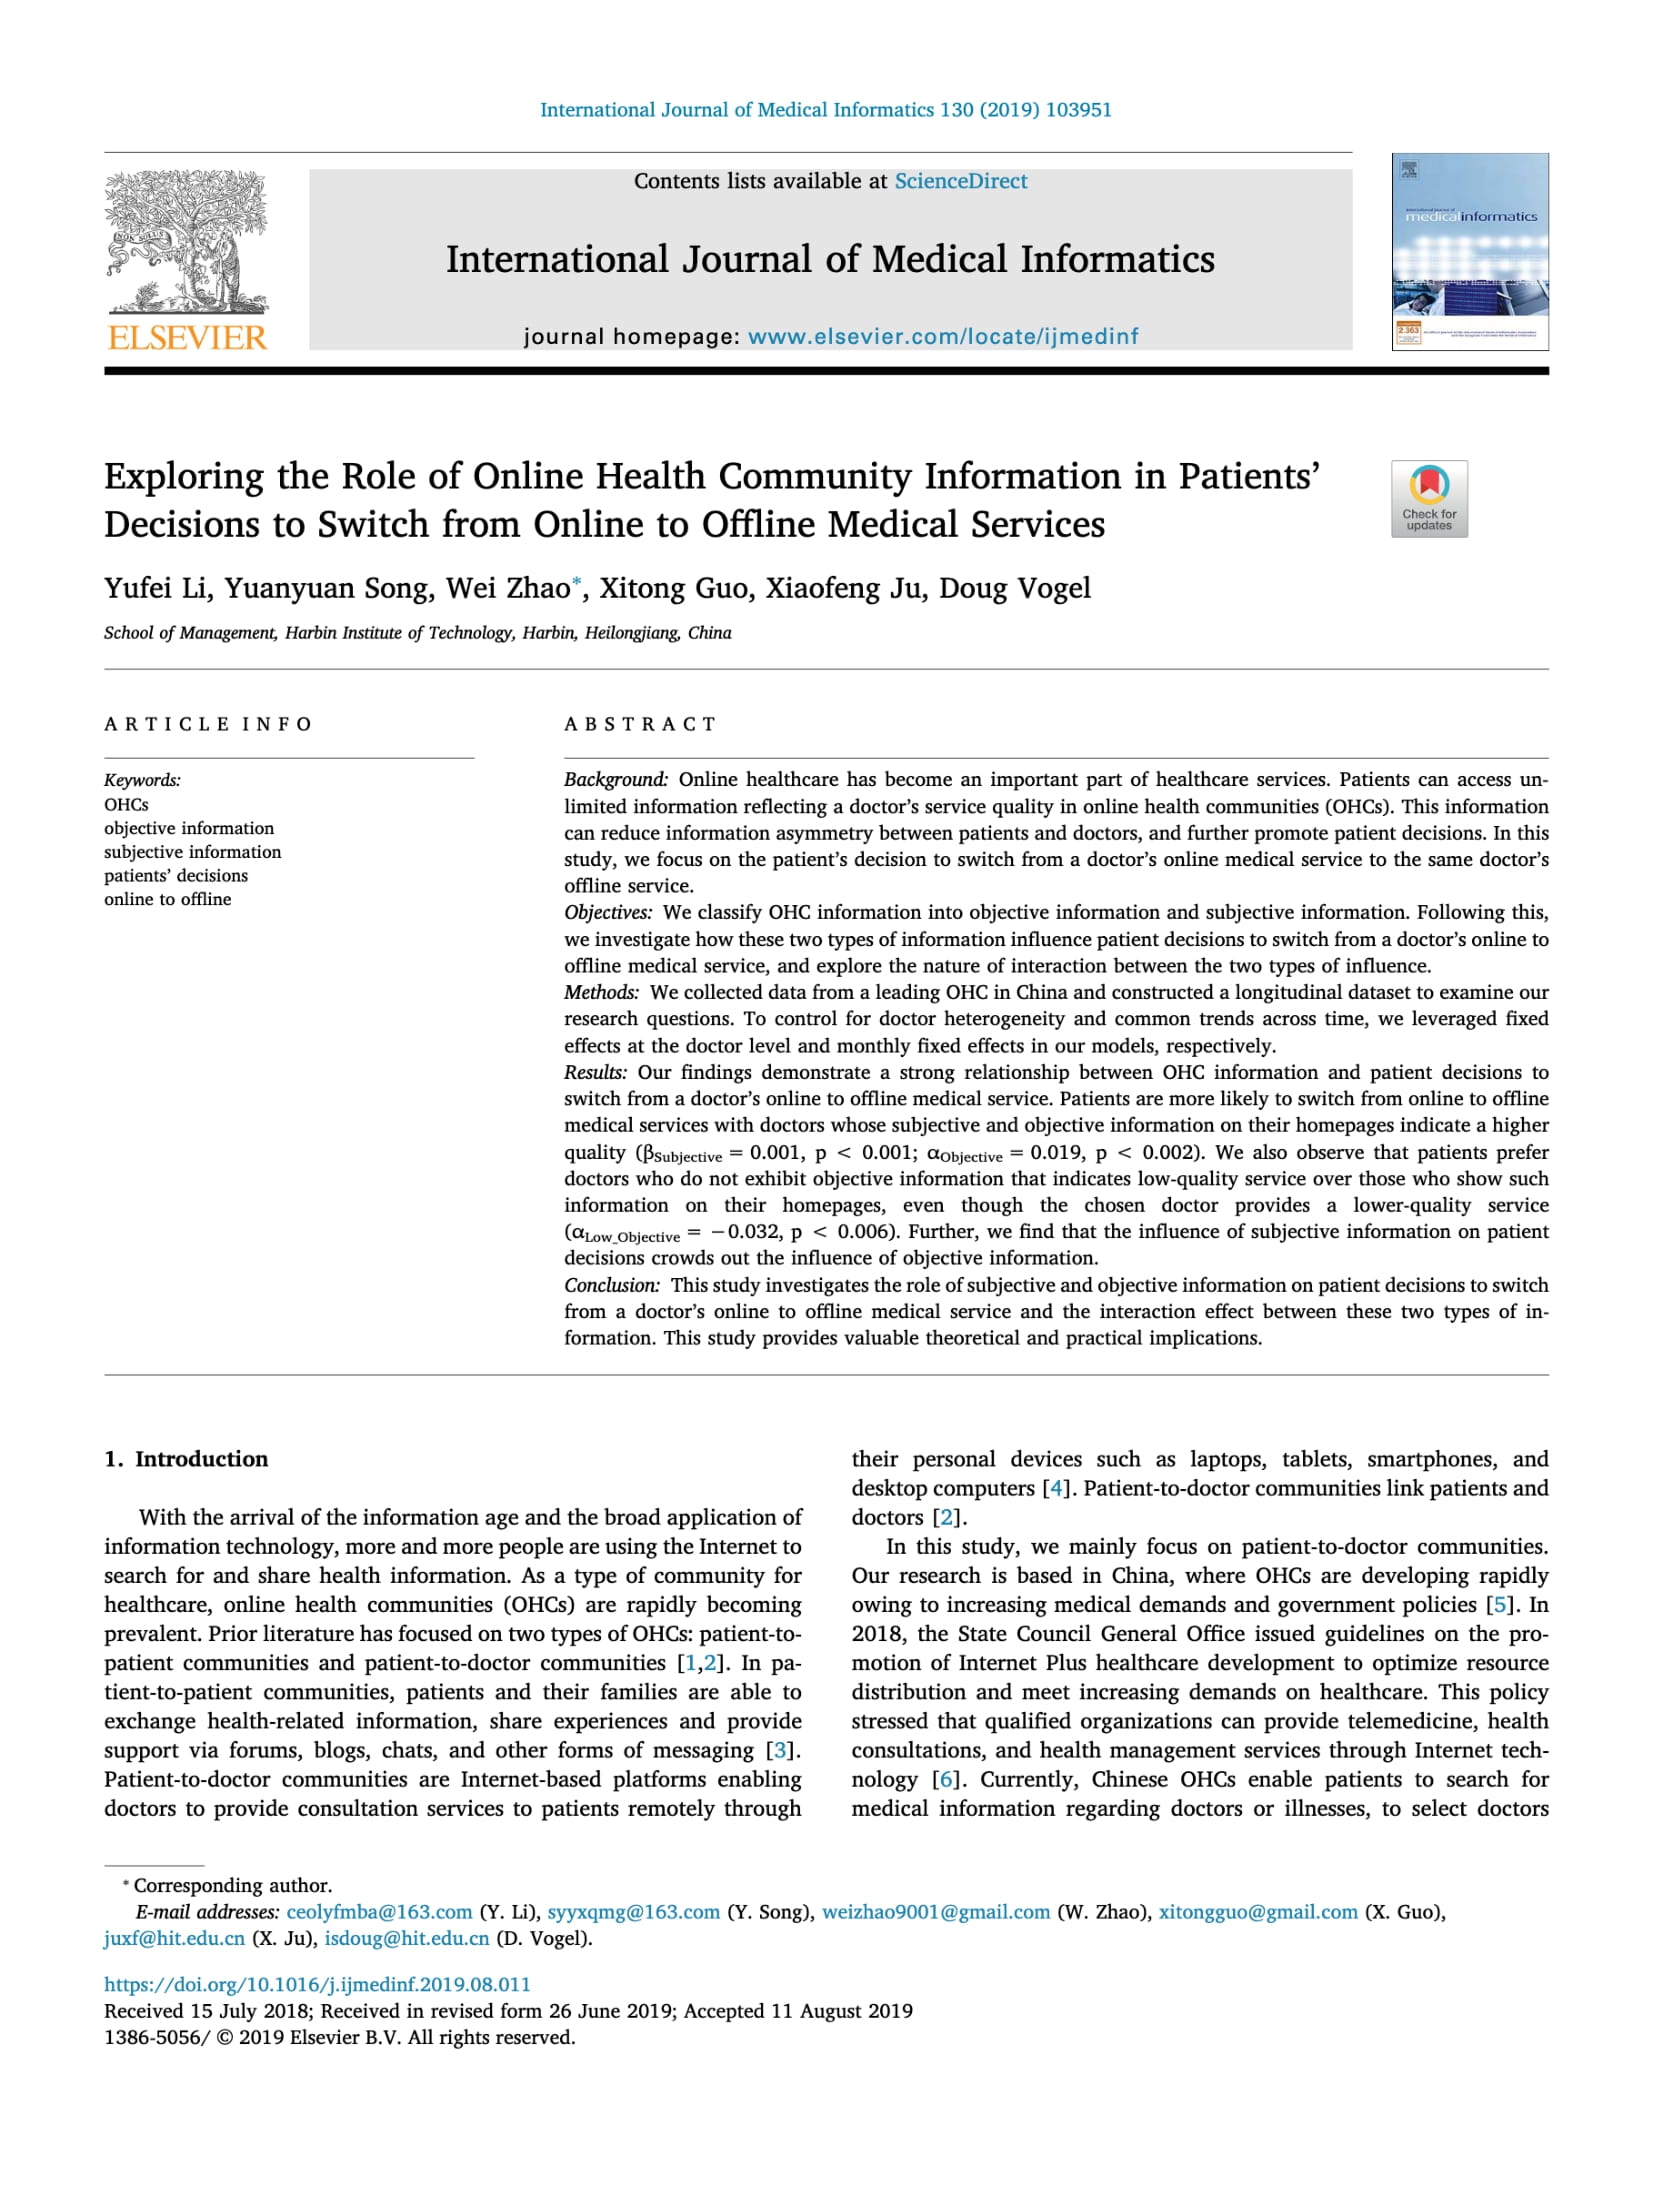 International Journal of Medical Informatics 130 (2019) 103951
Contents lists available at ScienceDirect
International Journal of Medical Informatics
journal homepage: www.elsevier.com/locate/ijmedinf
NON SOLUS
ELSEVIER
International Journal of
medicalinformatics
2.363
Exploring the Role of Online Health Community Information in Patients’
Decisions to Switch from Online to Offline Medical Services
Check for
updates
Yufei Li, Yuanyuan Song, Wei Zhao*, Xitong Guo, Xiaofeng Ju, Doug Vogel
School of Management, Harbin Institute of Technology, Harbin, Heilongjiang, China
ARTICLE INFO
Keywords:
OHCs
objective information
subjective information
patients’ decisions
online to offline
ABSTRACT
Background: Online healthcare has become an important part of healthcare services. Patients can access un-
limited information reflecting a doctor’s service quality in online health communities (OHCs). This information
can reduce information asymmetry between patients and doctors, and further promote patient decisions. In this
study, we focus on the patient’s decision to switch from a doctor’s online medical service to the same doctor’s
offline service.
Objectives: We classify OHC information into objective information and subjective information. Following this,
we investigate how these two types of information influence patient decisions to switch from a doctor’s online to
offline medical service, and explore the nature of interaction between the two types of influence.
Methods: We collected data from a leading OHC in China and constructed a longitudinal dataset to examine our
research questions. To control for doctor heterogeneity and common trends across time, we leveraged fixed
effects at the doctor level and monthly fixed effects in our models, respectively.
Results: Our findings demonstrate a strong relationship between OHC information and patient decisions to
switch from a doctor’s online to offline medical service. Patients are more likely to switch from online to offline
medical services with doctors whose subjective and objective information on their homepages indicate a higher
quality (βSubjective = 0.001, p < 0.001; αObjective = 0.019, p < 0.002). We also observe that patients prefer
doctors who do not exhibit objective information that indicates low-quality service over those who show such
information on their homepages, even though the chosen doctor provides a lower-quality service
(αLow_Objective = −0.032, p < 0.006). Further, we find that the influence of subjective information on patient
decisions crowds out the influence of objective information.
Conclusion: This study investigates the role of subjective and objective information on patient decisions to switch
from a doctor’s online to offline medical service and the interaction effect between these two types of in-
formation. This study provides valuable theoretical and practical implications.
1. Introduction
With the arrival of the information age and the broad application of
information technology, more and more people are using the Internet to
search for and share health information. As a type of community for
healthcare, online health communities (OHCs) are rapidly becoming
prevalent. Prior literature has focused on two types of OHCs: patient-to-
patient communities and patient-to-doctor communities [1,2]. In pa-
tient-to-patient communities, patients and their families are able to
exchange health-related information, share experiences and provide
support via forums, blogs, chats, and other forms of messaging [3].
Patient-to-doctor communities are Internet-based platforms enabling
doctors to provide consultation services to patients remotely through
their personal devices such as laptops, tablets, smartphones, and
desktop computers [4]. Patient-to-doctor communities link patients and
doctors [2].
In this study, we mainly focus on patient-to-doctor communities.
Our research is based in China, where OHCs are developing rapidly
owing to increasing medical demands and government policies [5]. In
2018, the State Council General Office issued guidelines on the pro-
motion of Internet Plus healthcare development to optimize resource
distribution and meet increasing demands on healthcare. This policy
stressed that qualified organizations can provide telemedicine, health
consultations, and health management services through Internet tech-
nology [6]. Currently, Chinese OHCs enable patients to search for
medical information regarding doctors or illnesses, to select doctors
* Corresponding author.
E-mail addresses: ceolyfmba@163.com (Y. Li), syyxqmg@163.com (Y. Song), weizhao9001@gmail.com (W. Zhao), xitongguo@gmail.com (X. Guo),
juxf@hit.edu.cn (X. Ju), isdoug@hit.edu.cn (D. Vogel).
https://doi.org/10.1016/j.ijmedinf.2019.08.011
Received 15 July 2018; Received in revised form 26 June 2019; Accepted 11 August 2019
1386-5056/ © 2019 Elsevier B.V. All rights reserved.